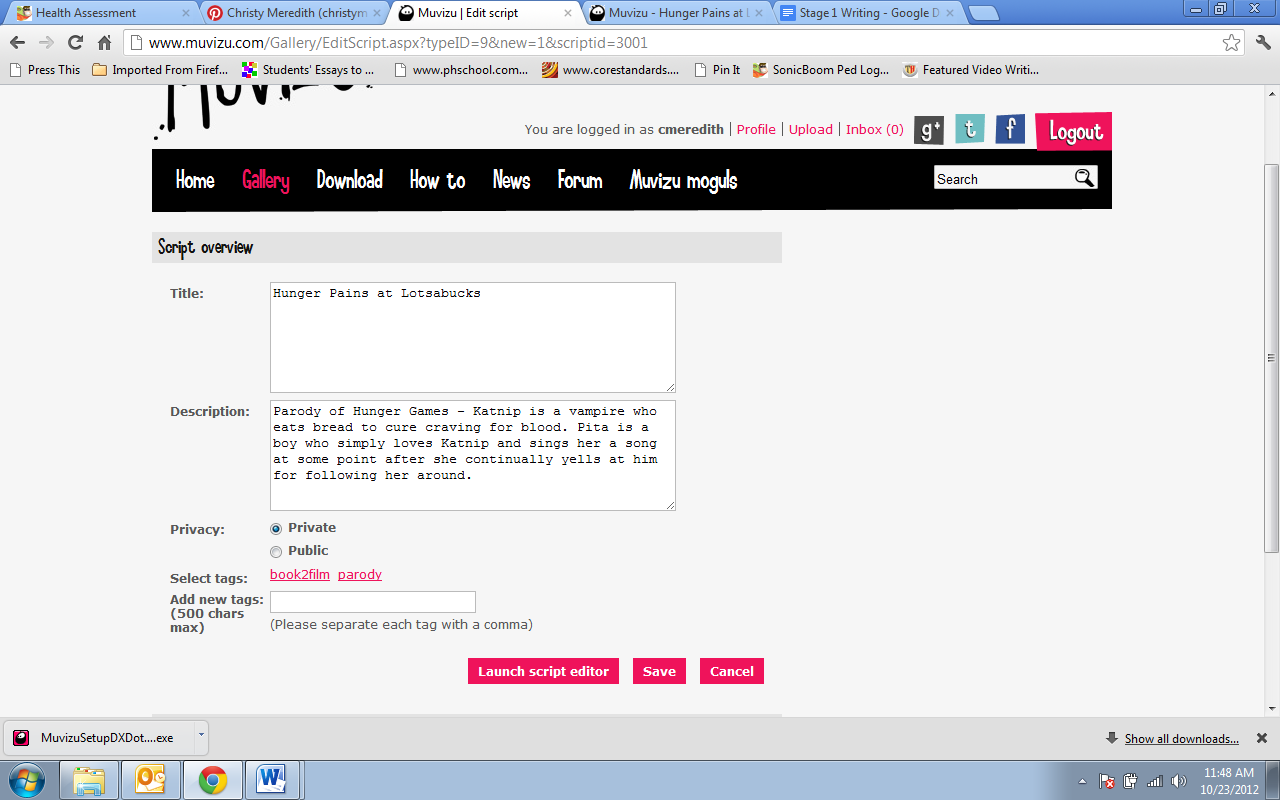 Health Assessment
Christy Meredith (christym
Muvizu | Edit script
Muvizu - Hunger Pains at L
Stage 1 Writing - Google D
www.muvizu.com/Gallery/EditScript.aspx?typeID=9&new=1&scriptid=3001
Press This
Imported From Firef...
Students' Essays to ...
www.phschool.com...
www.corestandards....
Pin It
SonicBoom Ped Log...
Featured Video Writi...
Muvizu
You are logged in as cmeredith | Profile | Upload | Inbox (0)
g+
t
f
Logout
Home
Gallery
Download
How to
News
Forum
Muvizu moguls
Search
Script overview
Title:
Hunger Pains at Lotsabucks
Description:
Parody of Hunger Games - Katnip is a vampire who
eats bread to cure craving for blood. Pita is a
boy who simply loves Katnip and sings her a song
at some point after she continually yells at him
for following her around.
Privacy:
Private
Public
Select tags:
book2film parody
Add new tags:
(500 chars
max)
(Please separate each tag with a comma)
Launch script editor
Save
Cancel
MuvizuSetupDXDot....exe
Show all downloads...
11:48 AM
10/23/2012